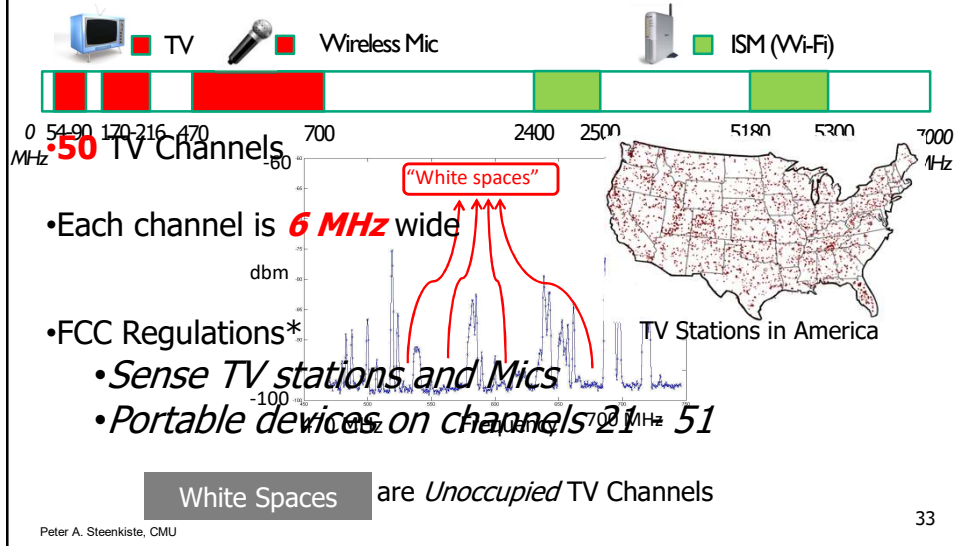 TV
Wireless Mic
ISM (Wi-Fi)
0 54-90 170-216 470 700 2400 2500 5180 5300 7000
MHz MHz
•50 TV Channels
-60
"White spaces"
•Each channel is 6 MHz wide
dbm
•FCC Regulations*
TV Stations in America
•Sense TV stations and Mics
-100
•Portable devices on channels 21 - 51
470 MHz Frequency 700 MHz
White Spaces are Unoccupied TV Channels
33
Peter A. Steenkiste, CMU